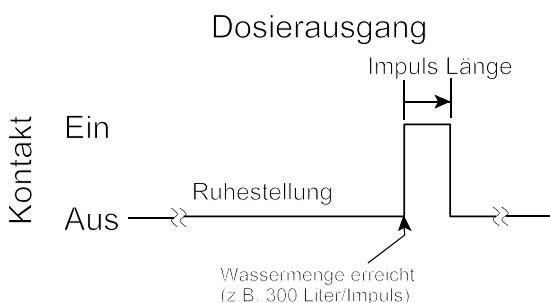 Dosierausgang
Impuls Länge
Kontakt
Ein
Ruhestellung
Aus
Wassermenge erreicht
(z.B. 300 Liter/Impuls)